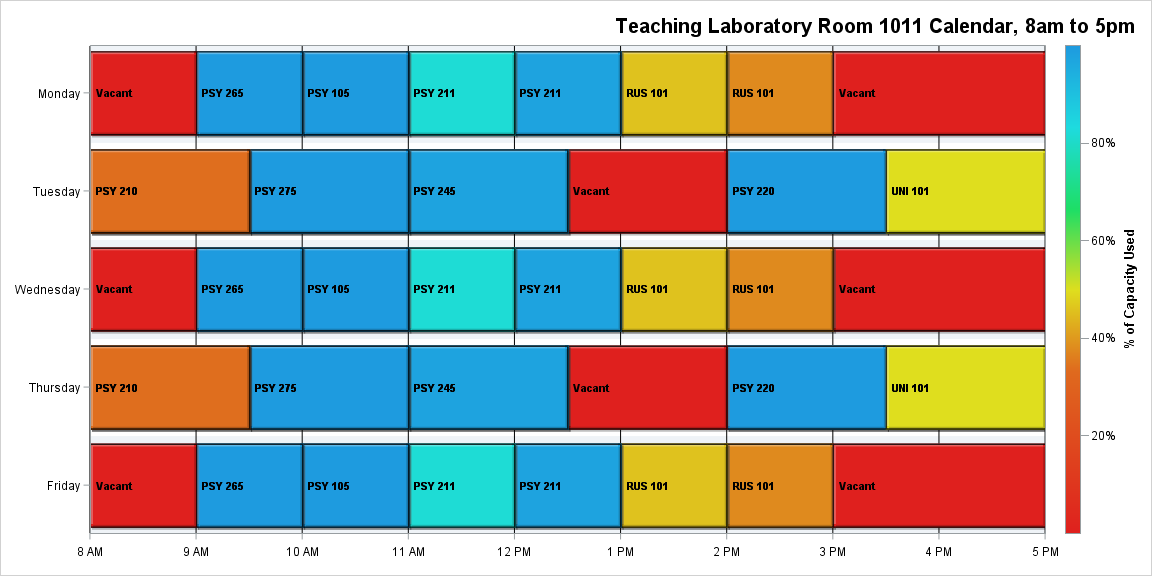 Teaching Laboratory Room 1011 Calendar, 8am to 5pm
Monday
Vacant
PSY 265
PSY 105
PSY 211
PSY 211
RUS 101
RUS 101
Vacant
Tuesday
PSY 210
PSY 275
PSY 245
Vacant
PSY 220
UNI 101
Wednesday
Vacant
PSY 265
PSY 105
PSY 211
PSY 211
RUS 101
RUS 101
Vacant
Thursday
PSY 210
PSY 275
PSY 245
Vacant
PSY 220
UNI 101
Friday
Vacant
PSY 265
PSY 105
PSY 211
PSY 211
RUS 101
RUS 101
Vacant
8 AM
9 AM
10 AM
11 AM
12 PM
1 PM
2 PM
3 PM
4 PM
5 PM
80%
60%
40%
20%
% of Capacity Used